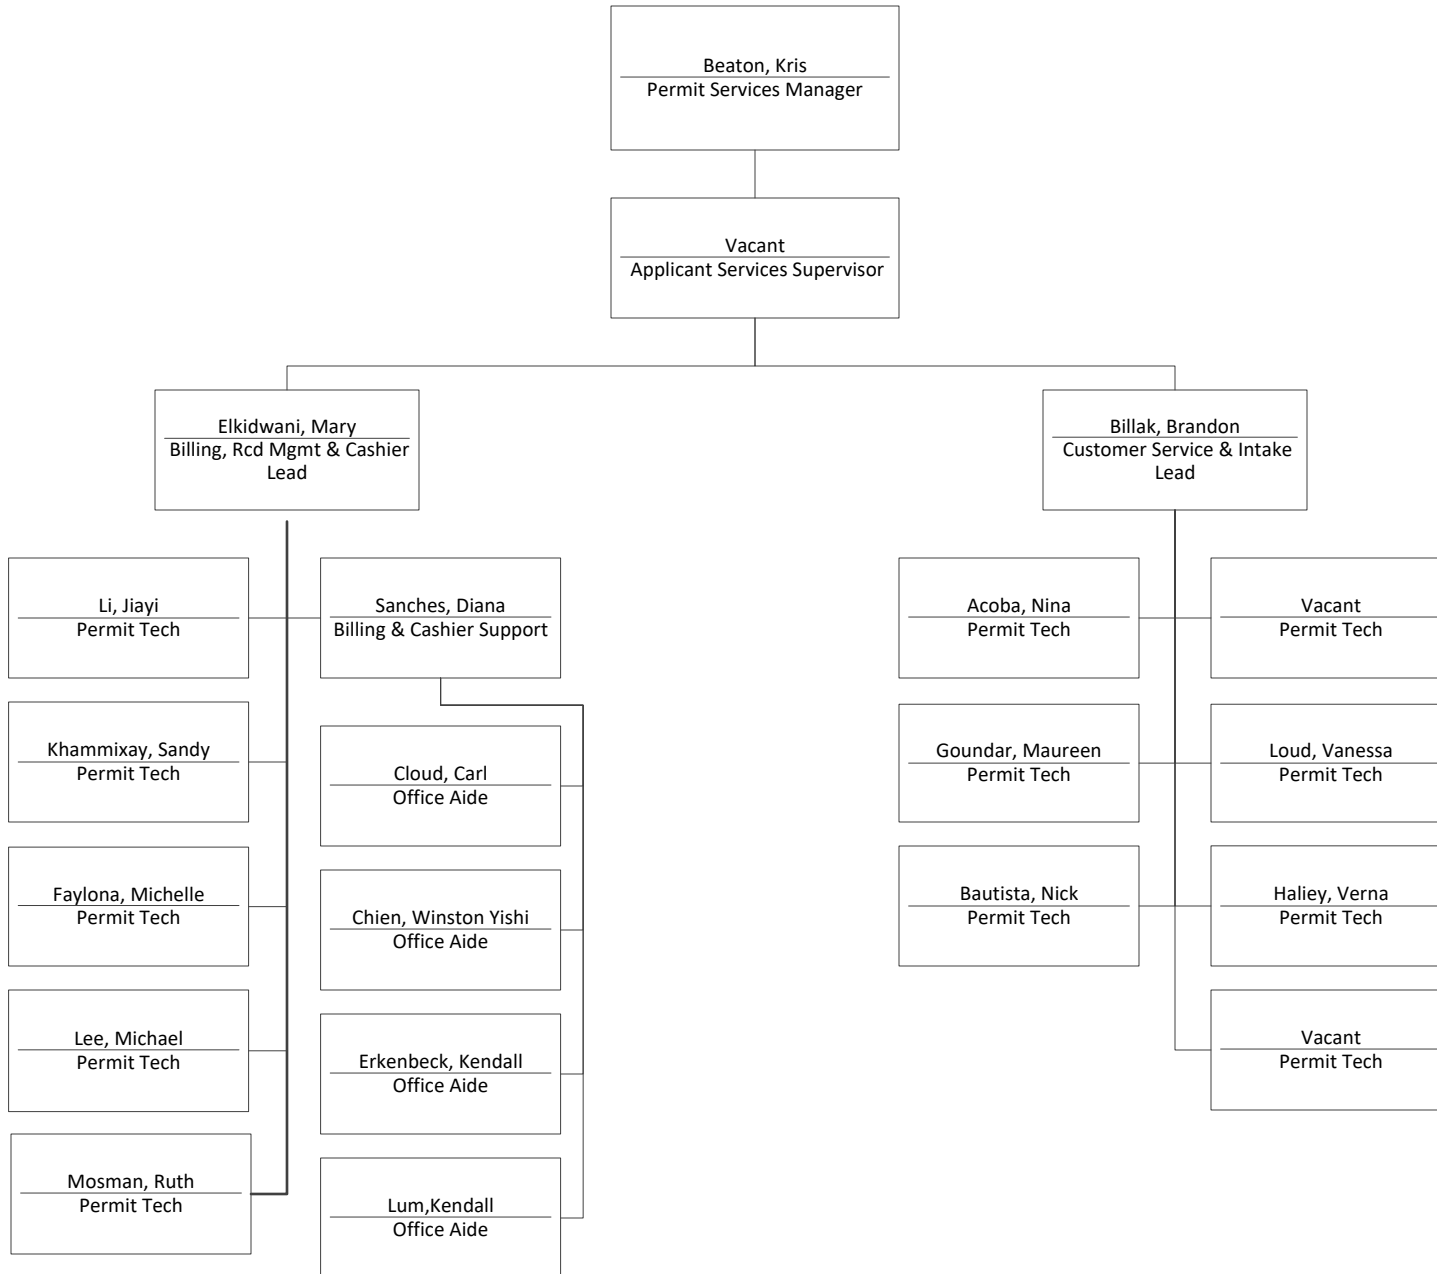 Beaton, Kris
Permit Services Manager
Vacant
Applicant Services Supervisor
Elkidwani, Mary
Billing, Rcd Mgmt & Cashier
Lead
Billak, Brandon
Customer Service & Intake
Lead
Li, Jiayi
Permit Tech
Sanches, Diana
Billing & Cashier Support
Khammixay, Sandy
Permit Tech
Cloud, Carl
Office Aide
Faylona, Michelle
Permit Tech
Chien, Winston Yishi
Office Aide
Lee, Michael
Permit Tech
Erkenbeck, Kendall
Office Aide
Mosman, Ruth
Permit Tech
Lum,Kendall
Office Aide
Acoba, Nina
Permit Tech
Vacant
Permit Tech
Goundar, Maureen
Permit Tech
Loud, Vanessa
Permit Tech
Bautista, Nick
Permit Tech
Haliey, Verna
Permit Tech
Vacant
Permit Tech